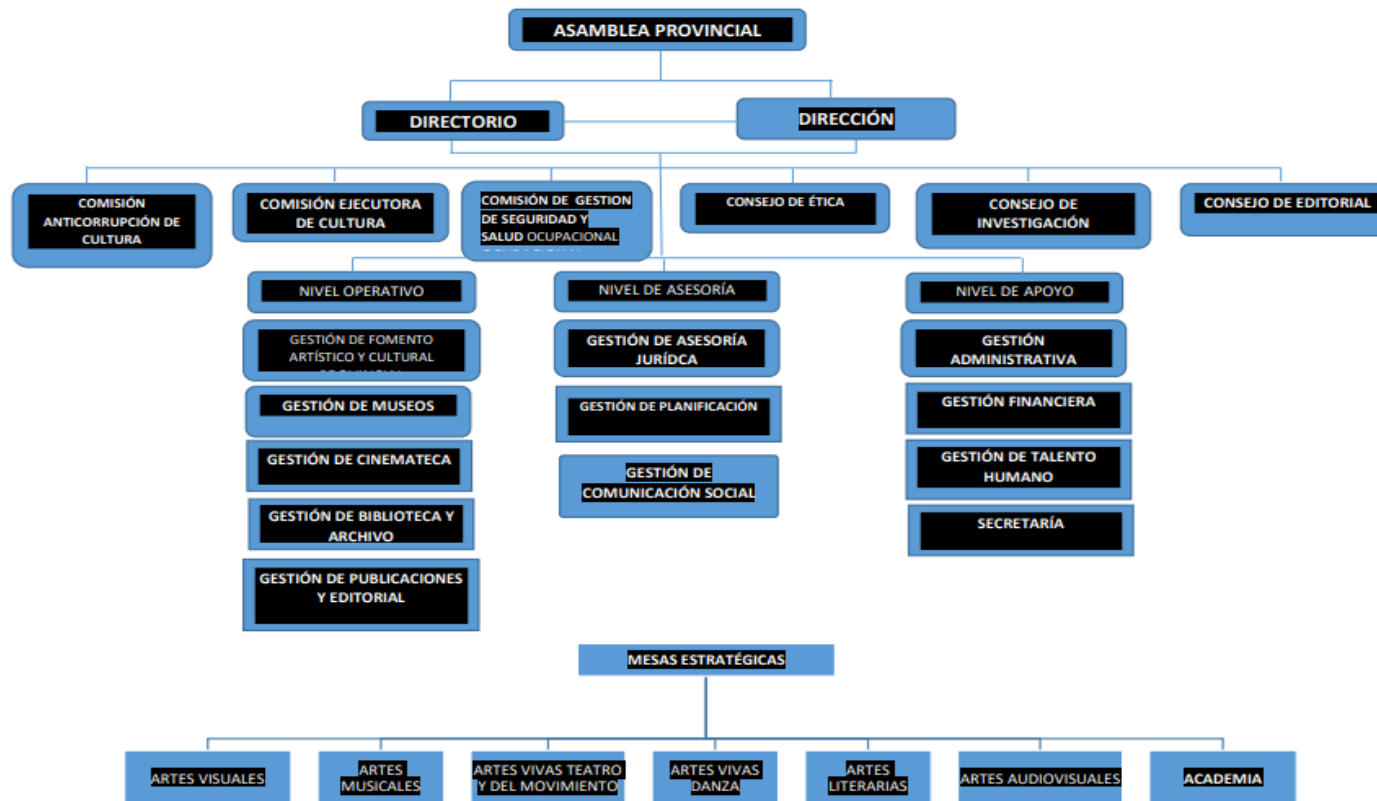 ASAMBLEA PROVINCIAL
DIRECTORIO
DIRECCIÓN
COMISIÓN
ANTICORRUPCIÓN DE
CULTURA
COMISIÓN EJECUTORA
DE CULTURA
COMISIÓN DE GESTION
DE SEGURIDAD Y
SALUD OCUPACIONAL
CONSEJO DE ÉTICA
CONSEJO DE
INVESTIGACIÓN
CONSEJO DE EDITORIAL
NIVEL OPERATIVO
NIVEL DE ASESORÍA
NIVEL DE APOYO
GESTIÓN DE FOMENTO
ARTÍSTICO Y CULTURAL
GESTIÓN DE ASESORÍA
JURÍDCA
GESTIÓN
ADMINISTRATIVA
GESTIÓN DE MUSEOS
GESTIÓN DE PLANIFICACIÓN
GESTIÓN FINANCIERA
GESTIÓN DE CINEMATECA
GESTIÓN DE
COMUNICACIÓN SOCIAL
GESTIÓN DE TALENTO
HUMANO
GESTIÓN DE BIBLIOTECA Y
ARCHIVO
SECRETARÍA
GESTIÓN DE PUBLICACIONES
Y EDITORIAL
MESAS ESTRATÉGICAS
ARTES VISUALES
ARTES
MUSICALES
ARTES VIVAS TEATRO
Y DEL MOVIMIENTO
ARTES VIVAS
DANZA
ARTES
LITERARIAS
ARTES AUDIOVISUALES
ACADEMIA